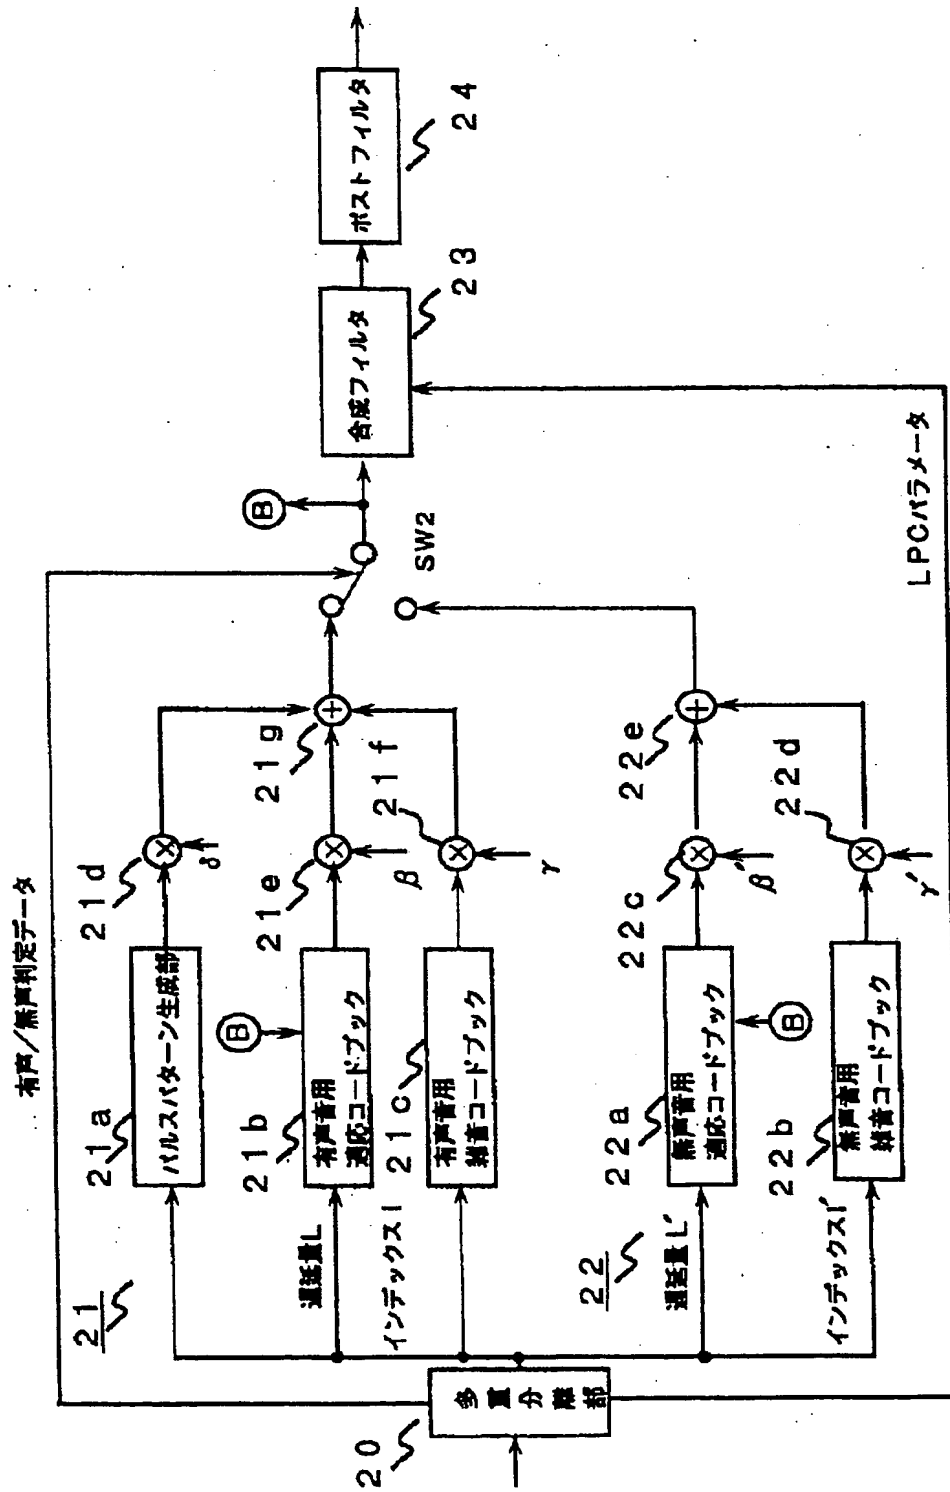 有声/無声判定データ
21
21a
パルスパターン生成部
21d
δ
遅延量L
21b
有声音用
適応コードブック
B
21e
β
21g
インデックスI
21c
有声音用
雑音コードブック
21f
γ
SW2
B
合成フィルタ
23
ポストフィルタ
24
20
多重分離部
22
遅延量L'
22a
無声音用
適応コードブック
B
22c
β'
22e
インデックスI'
22b
無声音用
雑音コードブック
22d
γ'
LPCパラメータ